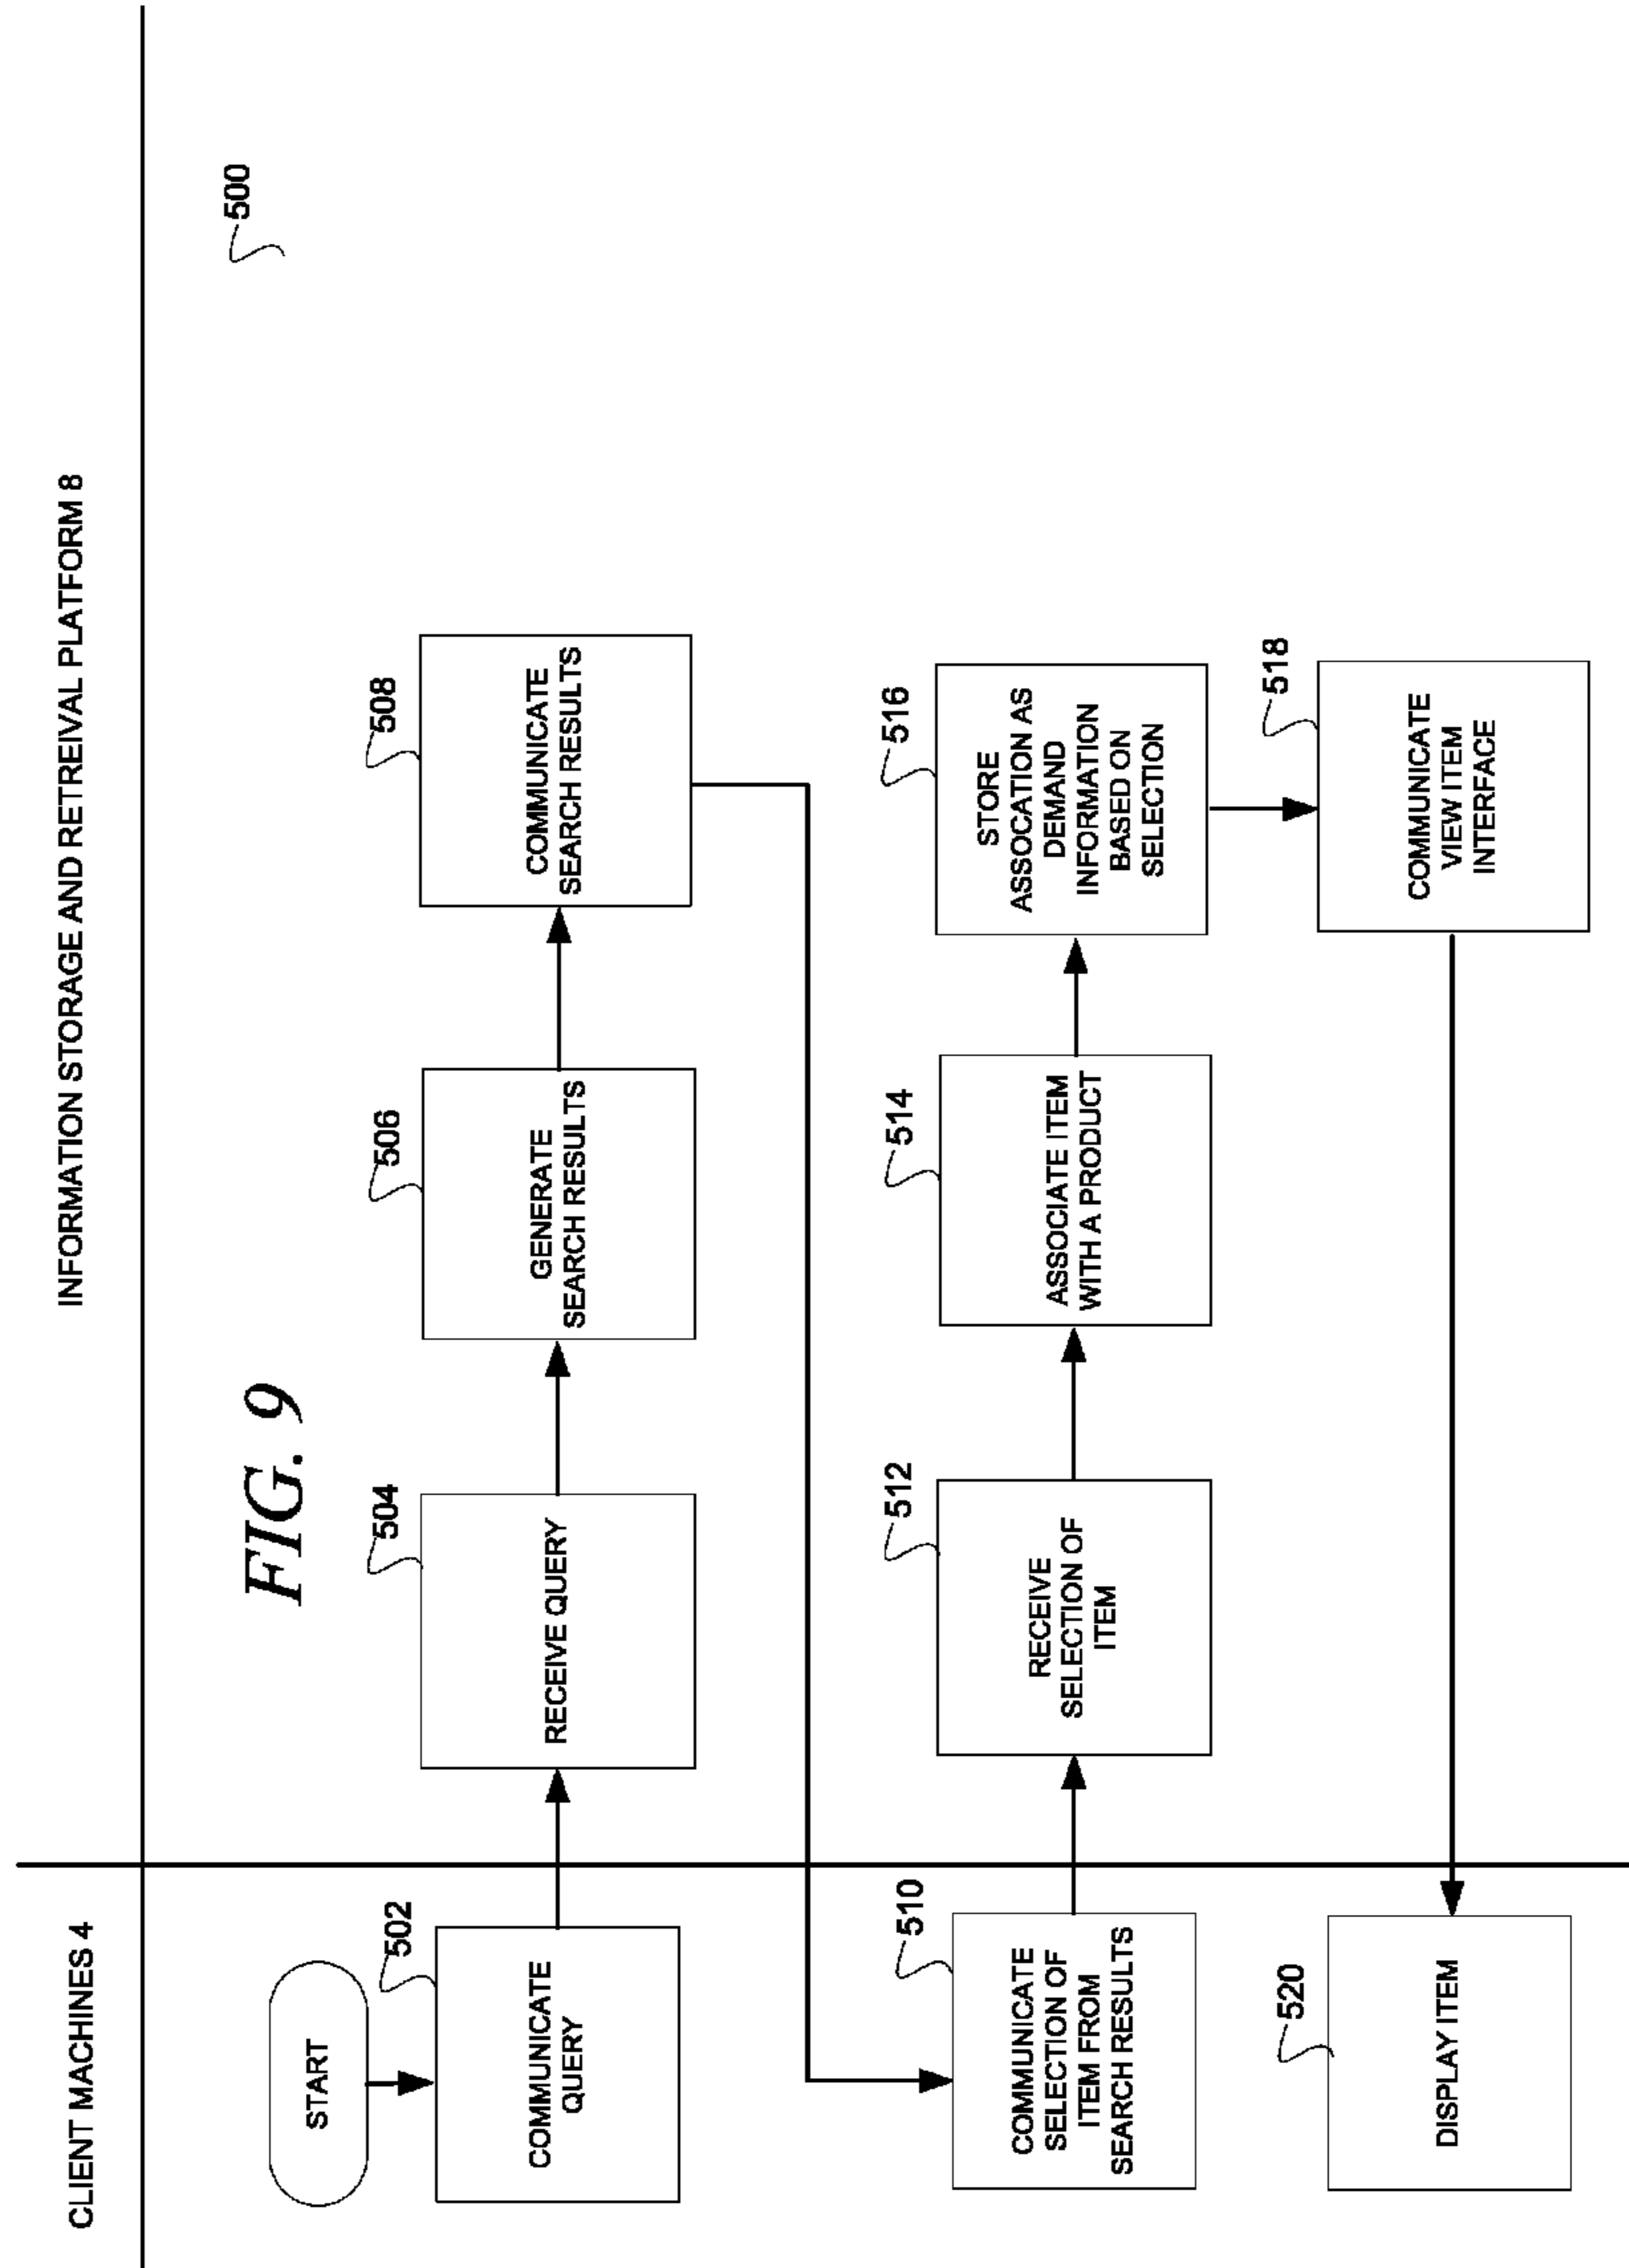 CLIENT MACHINES 4
INFORMATION STORAGE AND RETREIVAL PLATFORM 8
FIG. 9
500
START
502
COMMUNICATE
QUERY
504
RECEIVE QUERY
506
GENERATE
SEARCH RESULTS
508
COMMUNICATE
SEARCH RESULTS
510
COMMUNICATE
SELECTION OF
ITEM FROM
SEARCH RESULTS
512
RECEIVE
SELECTION OF
ITEM
514
ASSOCIATE ITEM
WITH A PRODUCT
516
STORE
ASSOCATION AS
DEMAND
INFORMATION
BASED ON
SELECTION
518
COMMUNICATE
VIEW ITEM
INTERFACE
520
DISPLAY ITEM